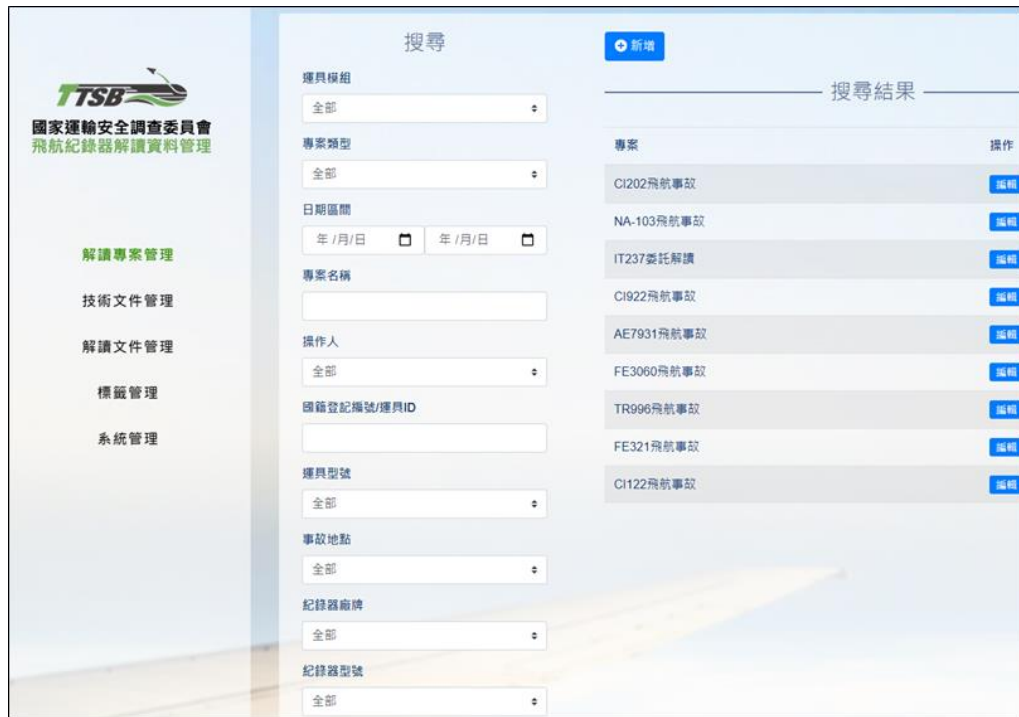 TTSB
國家運輸安全調查委員會
飛航紀錄器解讀資料管理
解讀專案管理
技術文件管理
解讀文件管理
標籤管理
系統管理
搜尋
運具模組
全部
專案類型
全部
日期區間
年 /月/日
年 /月/日
專案名稱
操作人
全部
國籍登記編號/運具ID
運具型號
全部
事故地點
全部
紀錄器廠牌
全部
紀錄器型號
全部
新增
搜尋結果
專案 操作
CI202飛航事故 編輯
NA-103飛航事故 編輯
IT237委託解讀 編輯
CI922飛航事故 編輯
AE7931飛航事故 編輯
FE3060飛航事故 編輯
TR996飛航事故 編輯
FE321飛航事故 編輯
CI122飛航事故 編輯